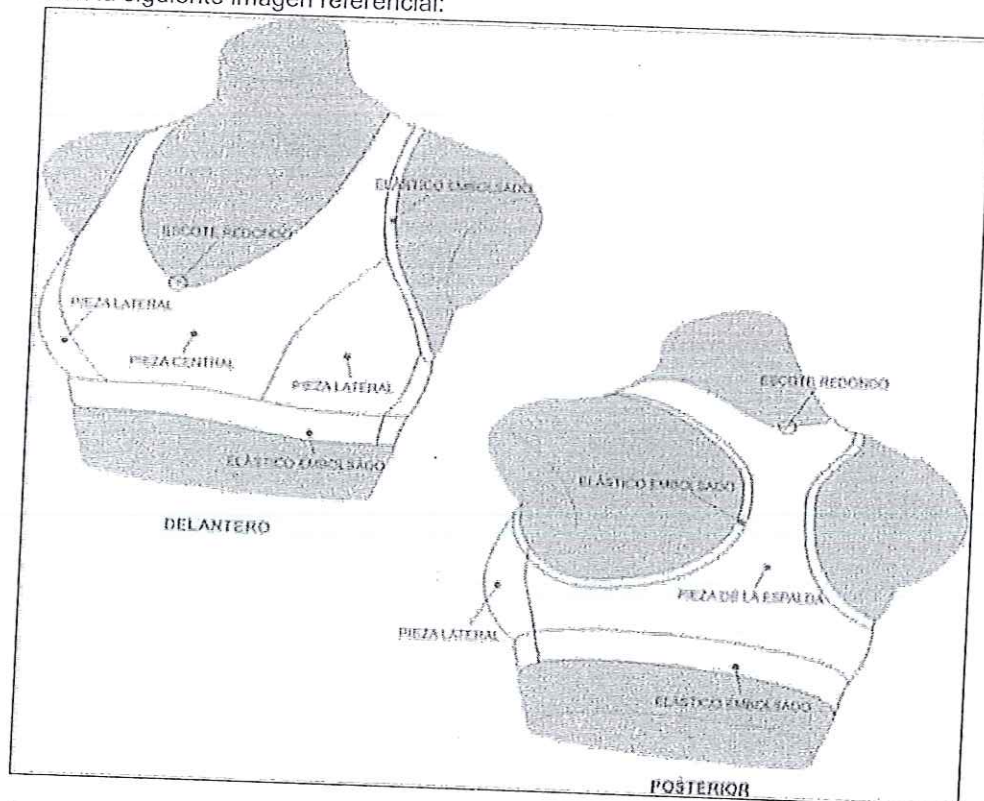 la siguiente imagen referencial:
ELÁSTICO EMBOLSADO
ESCOTE REDONDO
PIEZA LATERAL
PIEZA CENTRAL
PIEZA LATERAL
ELÁSTICO EMBOLSADO
DELANTERO
ESCOTE REDONDO
ELÁSTICO EMBOLSADO
PIEZA DE LA ESPALDA
PIEZA LATERAL
ELÁSTICO EMBOLSADO
POSTERIOR